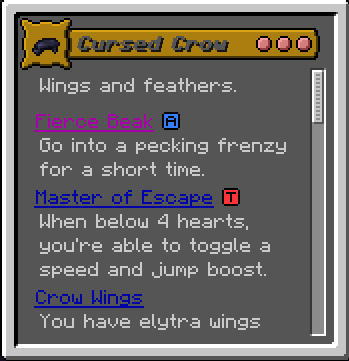 Cursed Crow
Wings and feathers.
Fierce Beak A
Go into a pecking frenzy
for a short time.
Master of Escape T
When below 4 hearts,
you're able to toggle a
speed and jump boost.
Crow Wings
You have elytra wings